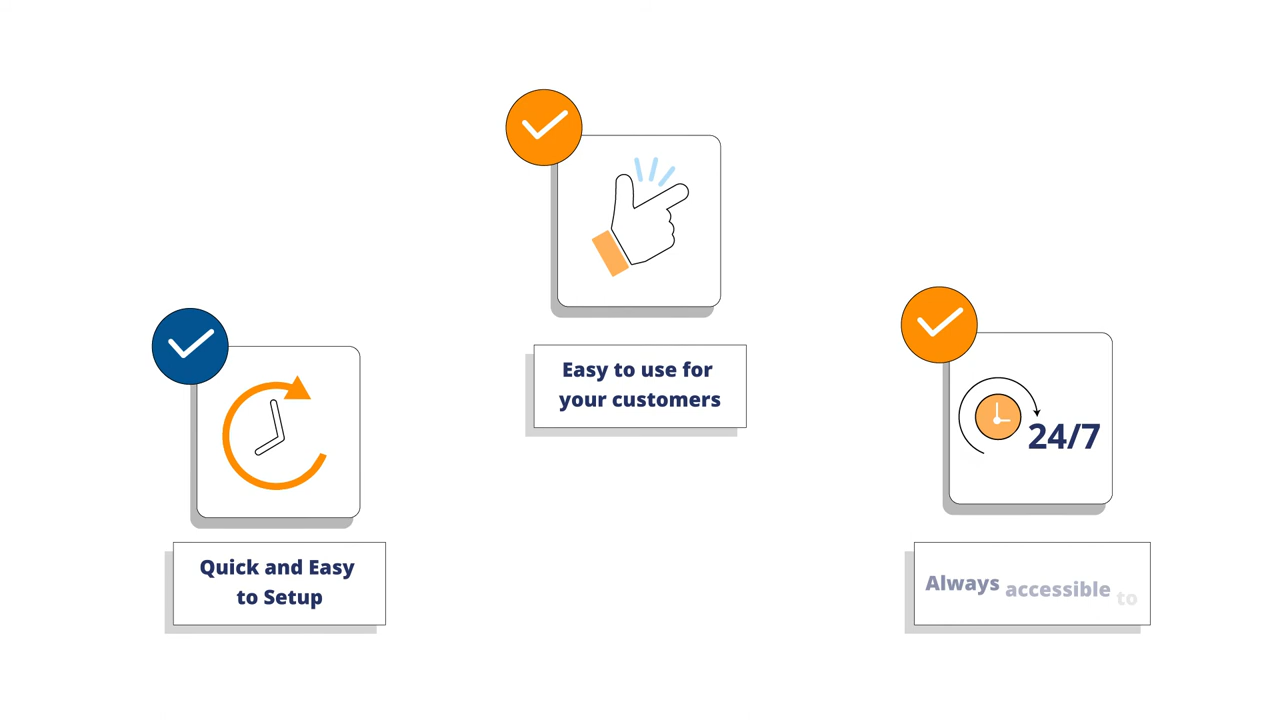 Easy to use for
your customers
24/7
Quick and Easy
to Setup
Always accessible to